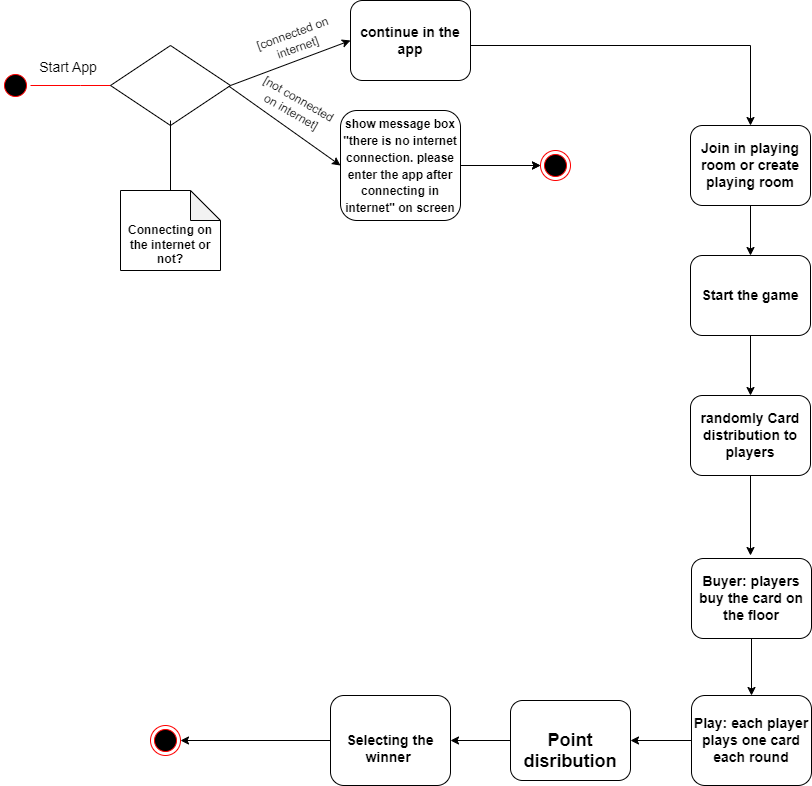 Start App
[connected on
internet]
continue in the
app
[not connected
on internet]
show message box
"there is no internet
connection. please
enter the app after
connecting in
internet" on screen
Connecting on
the internet or
not?
Join in playing
room or create
playing room
Start the game
randomly Card
distribution to
players
Buyer: players
buy the card on
the floor
Play: each player
plays one card
each round
Point
disribution
Selecting the
winner